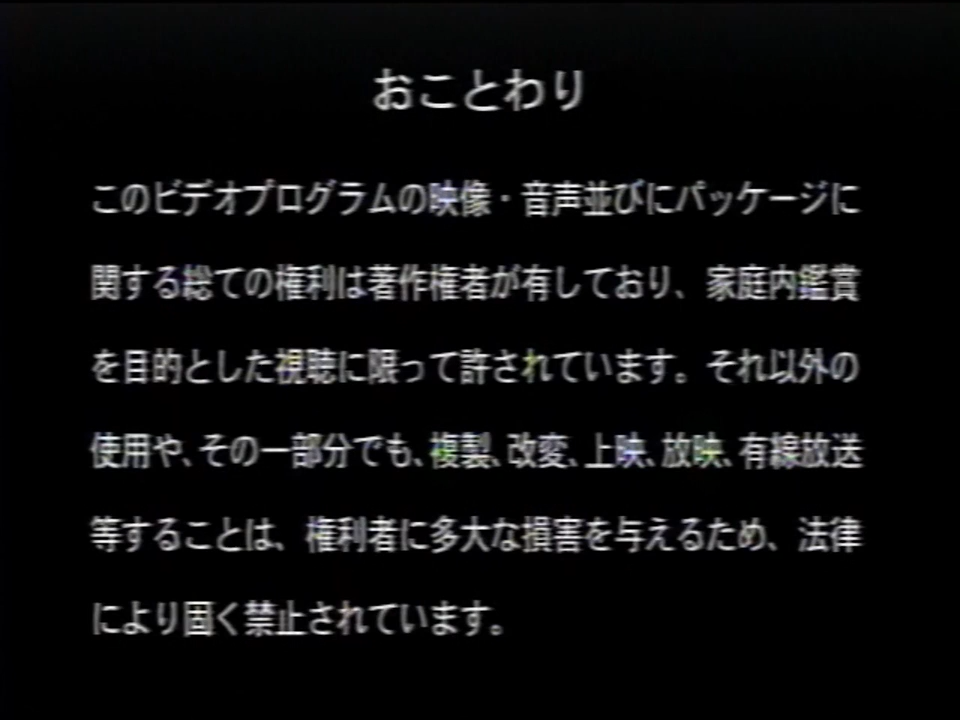 おことわり
このビデオプログラムの映像・音声並びにパッケージに
関する総ての権利は著作権者が有しており、家庭内鑑賞
を目的とした視聴に限って許されています。それ以外の
使用や、その一部分でも、複製、改変、上映、放映、有線放送
等することは、権利者に多大な損害を与えるため、法律
により固く禁止されています。